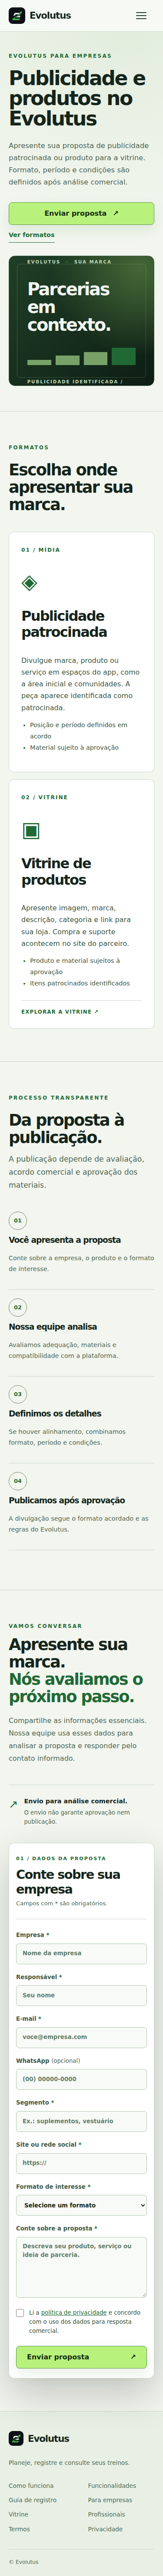 Evolutus
EVOLUTUS PARA EMPRESAS
Publicidade e
produtos no
Evolutus
Apresente sua proposta de publicidade
patrocinada ou produto para a vitrine.
Formato, período e condições são
definidos após análise comercial.
Enviar proposta ↗
Ver formatos
EVOLUTUS · SUA MARCA
Parcerias
em
contexto.
PUBLICIDADE IDENTIFICADA /
FORMATOS
Escolha onde
apresentar sua
marca.
01 / MÍDIA
Publicidade
patrocinada
Divulgue marca, produto ou
serviço em espaços do app, como
a área inicial e comunidades. A
peça aparece identificada como
patrocinada.
• Posição e período definidos em
acordo
• Material sujeito à aprovação
02 / VITRINE
Vitrine de
produtos
Apresente imagem, marca,
descrição, categoria e link para
sua loja. Compra e suporte
acontecem no site do parceiro.
• Produto e material sujeitos à
aprovação
• Itens patrocinados identificados
EXPLORAR A VITRINE ↗
PROCESSO TRANSPARENTE
Da proposta à
publicação.
A publicação depende de avaliação,
acordo comercial e aprovação dos
materiais.
01
Você apresenta a proposta
Conte sobre a empresa, o produto e o formato
de interesse.
02
Nossa equipe analisa
Avaliamos adequação, materiais e
compatibilidade com a plataforma.
03
Definimos os detalhes
Se houver alinhamento, combinamos
formato, período e condições.
04
Publicamos após aprovação
A divulgação segue o formato acordado e as
regras do Evolutus.
VAMOS CONVERSAR
Apresente sua
marca.
Nós avaliamos o
próximo passo.
Compartilhe as informações essenciais.
Nossa equipe usa esses dados para
analisar a proposta e responder pelo
contato informado.
↗ Envio para análise comercial.
O envio não garante aprovação nem
publicação.
01 / DADOS DA PROPOSTA
Conte sobre sua
empresa
Campos com * são obrigatórios.
Empresa *
Nome da empresa
Responsável *
Seu nome
E-mail *
voce@empresa.com
WhatsApp (opcional)
(00) 00000-0000
Segmento *
Ex.: suplementos, vestuário
Site ou rede social *
https://
Formato de interesse *
Selecione um formato
Conte sobre a proposta *
Descreva seu produto, serviço ou
ideia de parceria.
Li a política de privacidade e concordo
com o uso dos dados para resposta
comercial.
Enviar proposta ↗
Evolutus
Planeje, registre e consulte seus treinos.
Como funciona Funcionalidades
Guia de registro Para empresas
Vitrine Profissionais
Termos Privacidade
© Evolutus